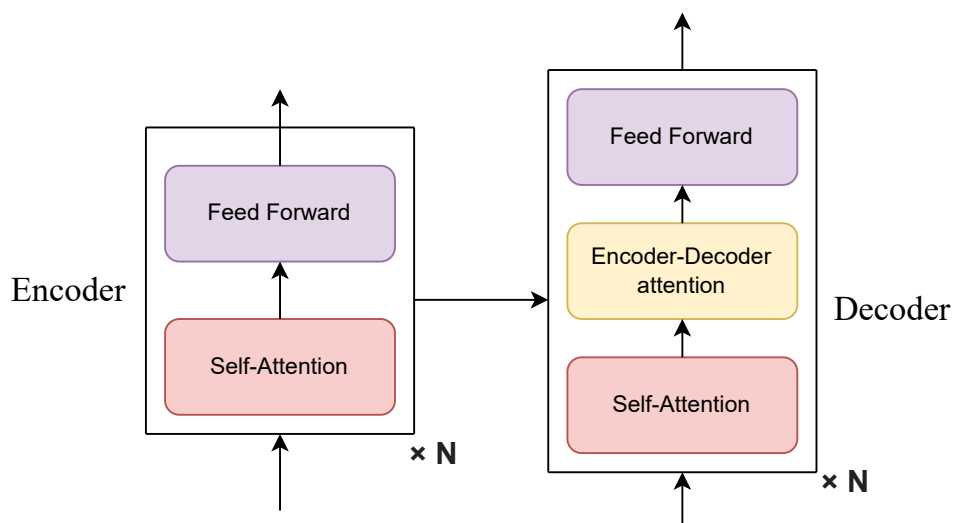 Encoder
Feed Forward
Self-Attention
× N
Feed Forward
Encoder-Decoder
attention
Self-Attention
Decoder
× N